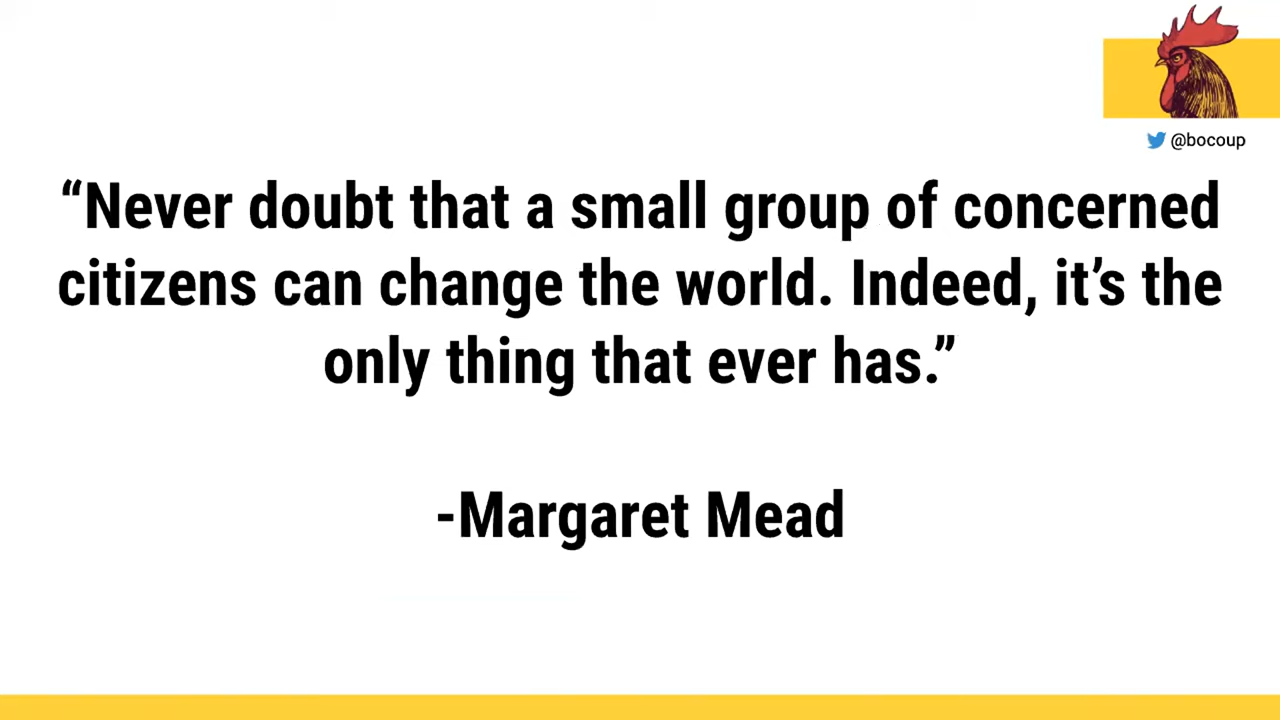 @bocoup
“Never doubt that a small group of concerned
citizens can change the world. Indeed, it’s the
only thing that ever has.”
-Margaret Mead